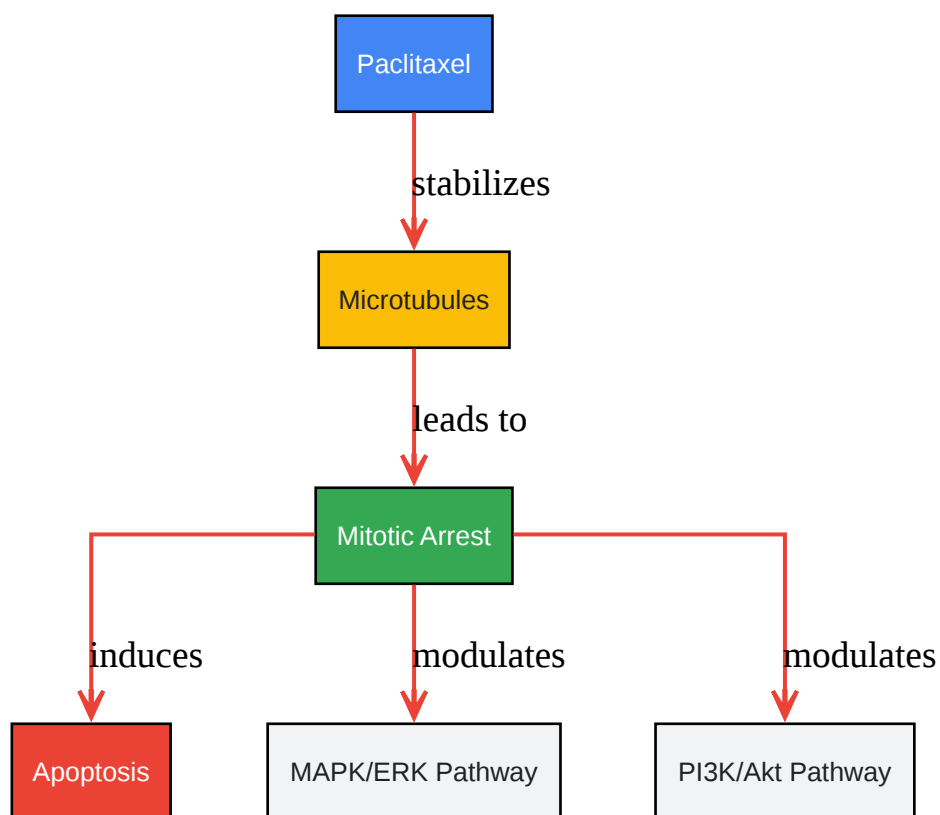 Paclitaxel
stabilizes
Microtubules
leads to
Mitotic Arrest
induces
modulates
modulates
Apoptosis
MAPK/ERK Pathway
PI3K/Akt Pathway